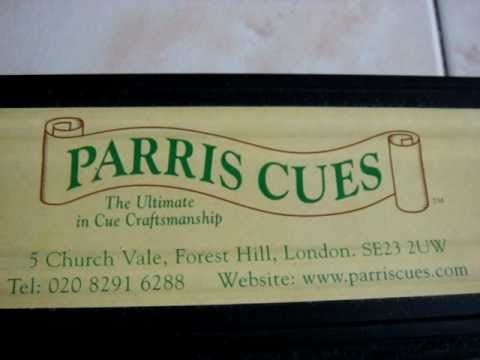 PARRIS CUES
TM
The Ultimate
in Cue Craftsmanship
5 Church Vale, Forest Hill, London. SE23 2UW
Tel: 020 8291 6288 Website: www.parriscues.com